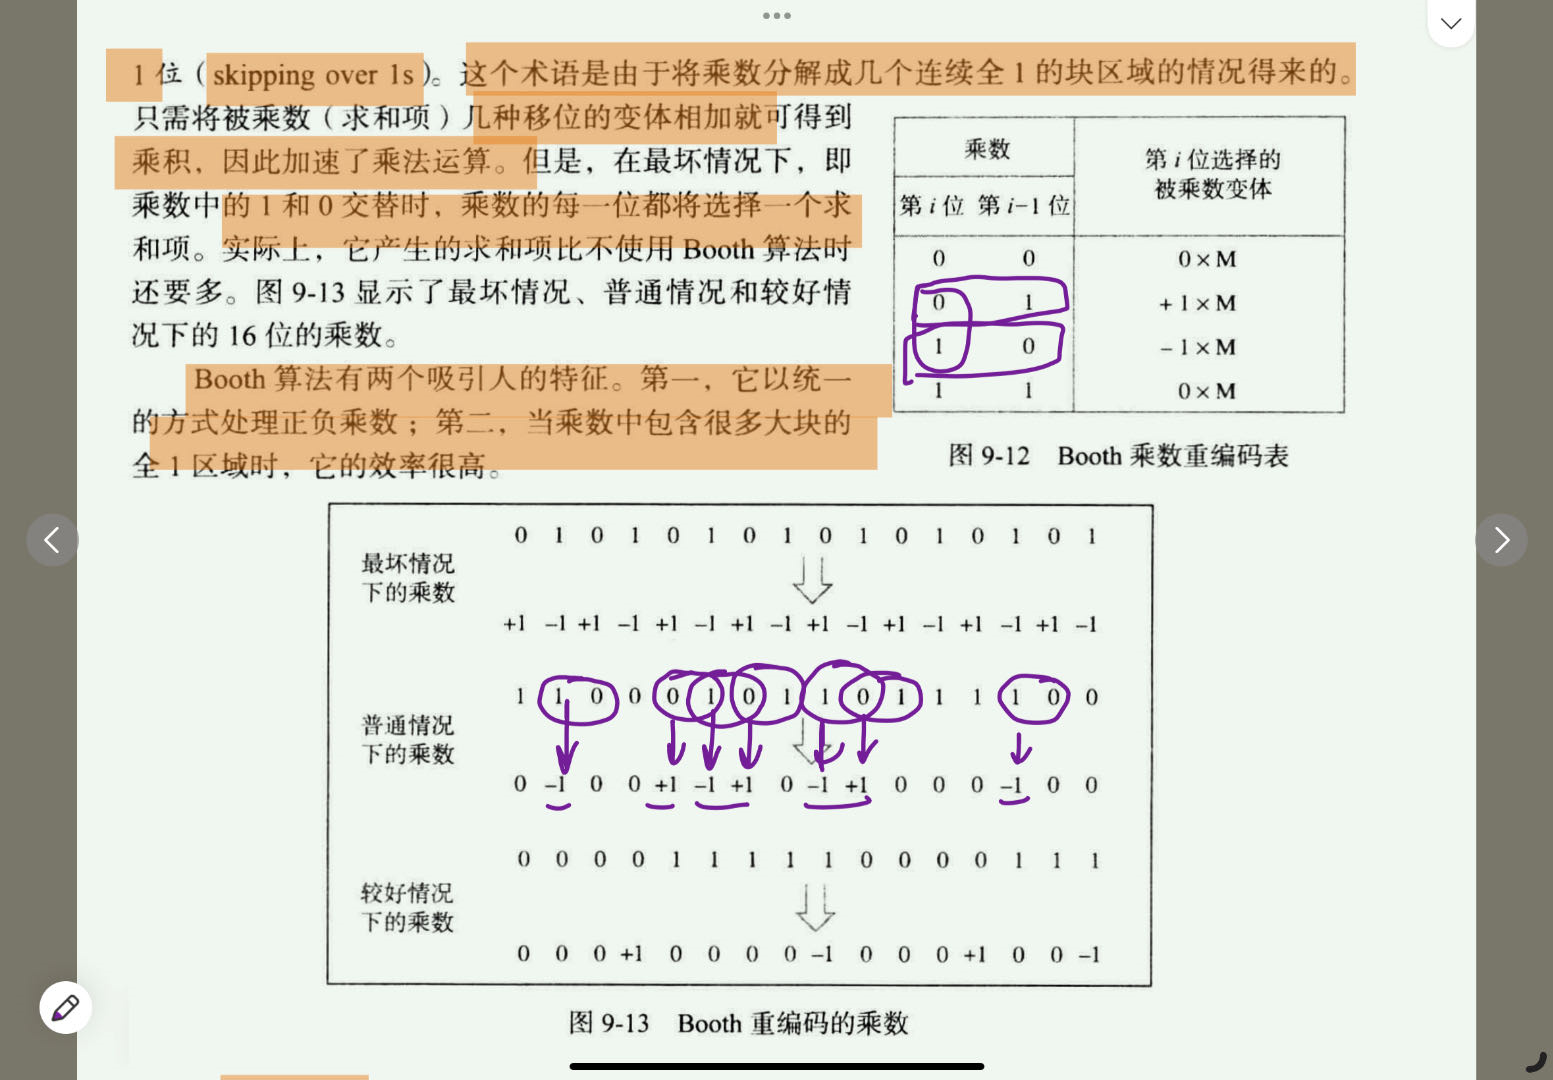 1 位（skipping over 1s）。这个术语是由于将乘数分解成几个连续全 1 的块区域的情况得来的。
只需将被乘数（求和项）几种移位的变体相加就可得到
乘积，因此加速了乘法运算。但是，在最坏情况下，即
乘数中的 1 和 0 交替时，乘数的每一位都将选择一个求
和项。实际上，它产生的求和项比不使用 Booth 算法时
还要多。图 9-13 显示了最坏情况、普通情况和较好情
况下的 16 位的乘数。
Booth 算法有两个吸引人的特征。第一，它以统一
的方式处理正负乘数；第二，当乘数中包含很多大块的
全 1 区域时，它的效率很高。
乘数
第 i 位选择的
被乘数变体
第 i 位 第 i−1 位
0 0 0 × M
0 1 + 1 × M
1 0 − 1 × M
1 1 0 × M
图 9-12 Booth 乘数重编码表
0 1 0 1 0 1 0 1 0 1 0 1 0 1 0 1
最坏情况
下的乘数
+1 −1 +1 −1 +1 −1 +1 −1 +1 −1 +1 −1 +1 −1 +1 −1
1 1 0 0 0 1 0 1 1 0 1 1 1 1 0 0
普通情况
下的乘数
0 −1 0 0 +1 −1 +1 0 −1 +1 0 0 0 −1 0 0
0 0 0 0 1 1 1 1 1 0 0 0 0 1 1 1
较好情况
下的乘数
0 0 0 +1 0 0 0 0 −1 0 0 0 +1 0 0 −1
图 9-13 Booth 重编码的乘数